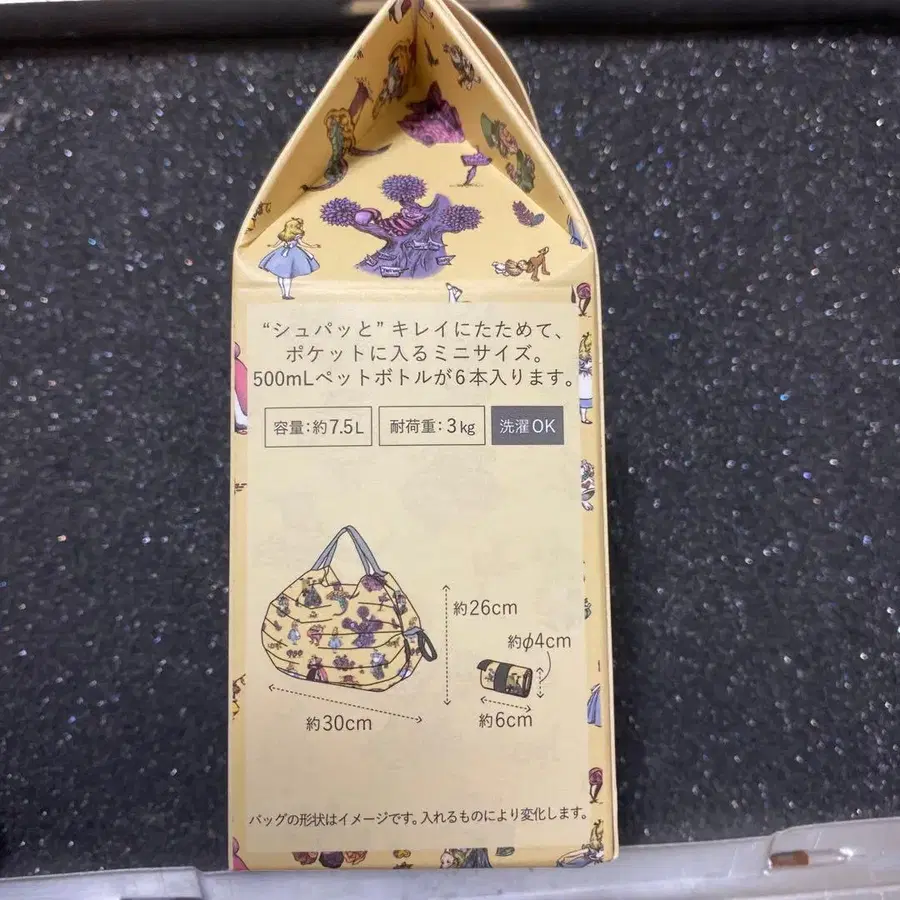 “シュパッと” キレイにたためて、
ポケットに入るミニサイズ。
500mLペットボトルが6本入ります。
容量:約7.5L
耐荷重:3kg
洗濯OK
約26cm
約φ4cm
約30cm
約6cm
バッグの形状はイメージです。入れるものにより変化します。